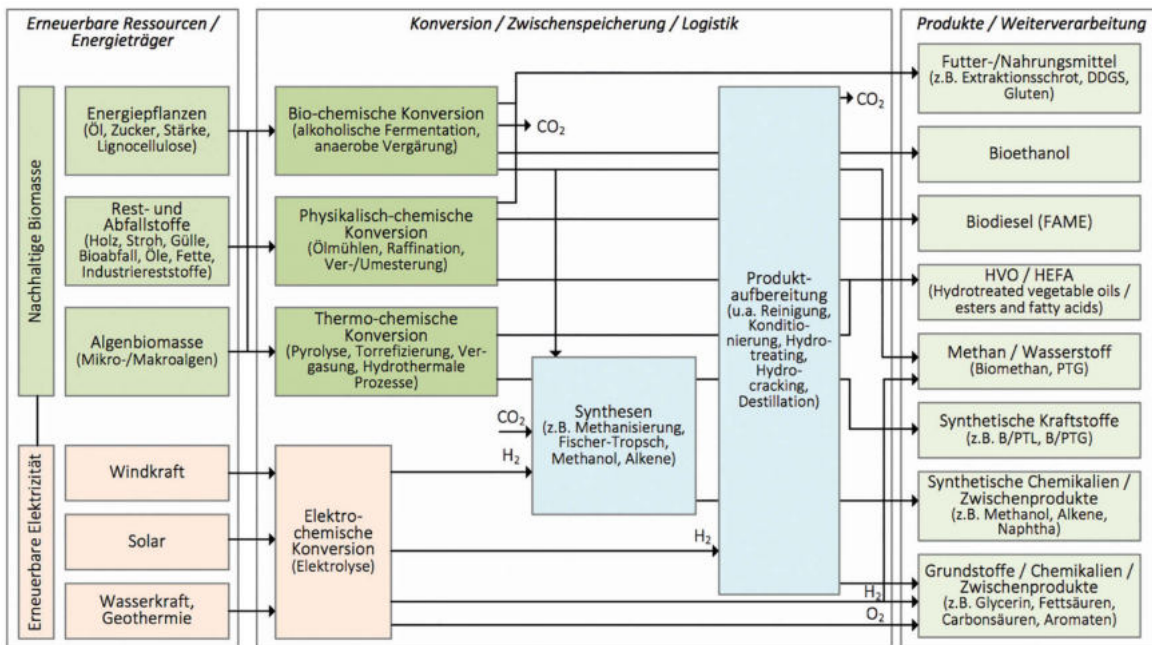 Erneuerbare Ressourcen /
Energieträger
Nachhaltige Biomasse
Energiepflanzen
(Öl, Zucker, Stärke,
Lignocellulose)
Rest- und
Abfallstoffe
(Holz, Stroh, Gülle,
Bioabfall, Öle, Fette,
Industriereststoffe)
Algenbiomasse
(Mikro-/Makroalgen)
Erneuerbare Elektrizität
Windkraft
Solar
Wasserkraft,
Geothermie
Konversion / Zwischenspeicherung / Logistik
Bio-chemische Konversion
(alkoholische Fermentation,
anaerobe Vergärung)
CO₂
Physikalisch-chemische
Konversion
(Ölmühlen, Raffination,
Ver-/Umesterung)
Thermo-chemische
Konversion
(Pyrolyse, Torrefizierung, Ver-
gasung, Hydrothermale
Prozesse)
CO₂
H₂
Synthesen
(z.B. Methanisierung,
Fischer-Tropsch,
Methanol, Alkene)
Elektro-
chemische
Konversion
(Elektrolyse)
H₂
Produkt-
aufbereitung
(u.a. Reinigung,
Kondi-
tionierung, Hydro-
treating,
Hydro-
cracking,
Destillation)
CO₂
H₂
O₂
Produkte / Weiterverarbeitung
Futter-/Nahrungsmittel
(z.B. Extraktionsschrot, DDGS,
Gluten)
Bioethanol
Biodiesel (FAME)
HVO / HEFA
(Hydrotreated vegetable oils /
esters and fatty acids)
Methan / Wasserstoff
(Biomethan, PTG)
Synthetische Kraftstoffe
(z.B. B/PTL, B/PTG)
Synthetische Chemikalien /
Zwischenprodukte
(z.B. Methanol, Alkene,
Naphtha)
Grundstoffe / Chemikalien /
Zwischenprodukte
(z.B. Glycerin, Fettsäuren,
Carbonsäuren, Aromaten)